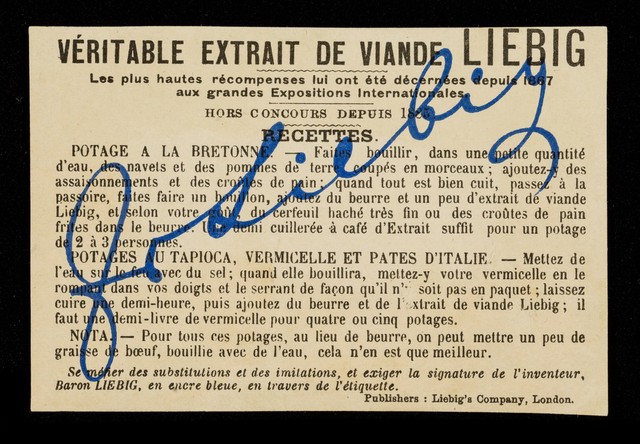 VÉRITABLE EXTRAIT DE VIANDE LIEBIG
Les plus hautes récompenses lui ont été décernées depuis 1867
aux grandes Expositions Internationales.
HORS CONCOURS DEPUIS 1885
RECETTES.
POTAGE A LA BRETONNE. — Faites bouillir, dans une petite quantité
d'eau, des navets et des pommes de terre coupés en morceaux; ajoutez-y des
assaisonnements et des croûtes de pain; quand tout est bien cuit, passez à la
passoire, faites faire un bouillon, ajoutez du beurre et un peu d'extrait de viande
Liebig, et selon votre goût du cerfeuil haché très fin ou des croûtes de pain
frites dans le beurre. Une demi cuillerée à café d'Extrait suffit pour un potage
de 2 à 3 personnes.
POTAGES AU TAPIOCA, VERMICELLE ET PATES D'ITALIE. — Mettez de
l'eau sur le feu avec du sel; quand elle bouillira, mettez-y votre vermicelle en le
rompant dans vos doigts et le serrant de façon qu'il n' soit pas en paquet; laissez
cuire une demi-heure, puis ajoutez du beurre et de l'extrait de viande Liebig; il
faut une demi-livre de vermicelle pour quatre ou cinq potages.
NOTA. — Pour tous ces potages, au lieu de beurre, on peut mettre un peu de
graisse de bœuf, bouillie avec de l'eau, cela n'en est que meilleur.
Se méfier des substitutions et des imitations, et exiger la signature de l'inventeur,
Baron LIEBIG, en encre bleue, en travers de l'étiquette.
Publishers : Liebig's Company, London.
JvLiebig